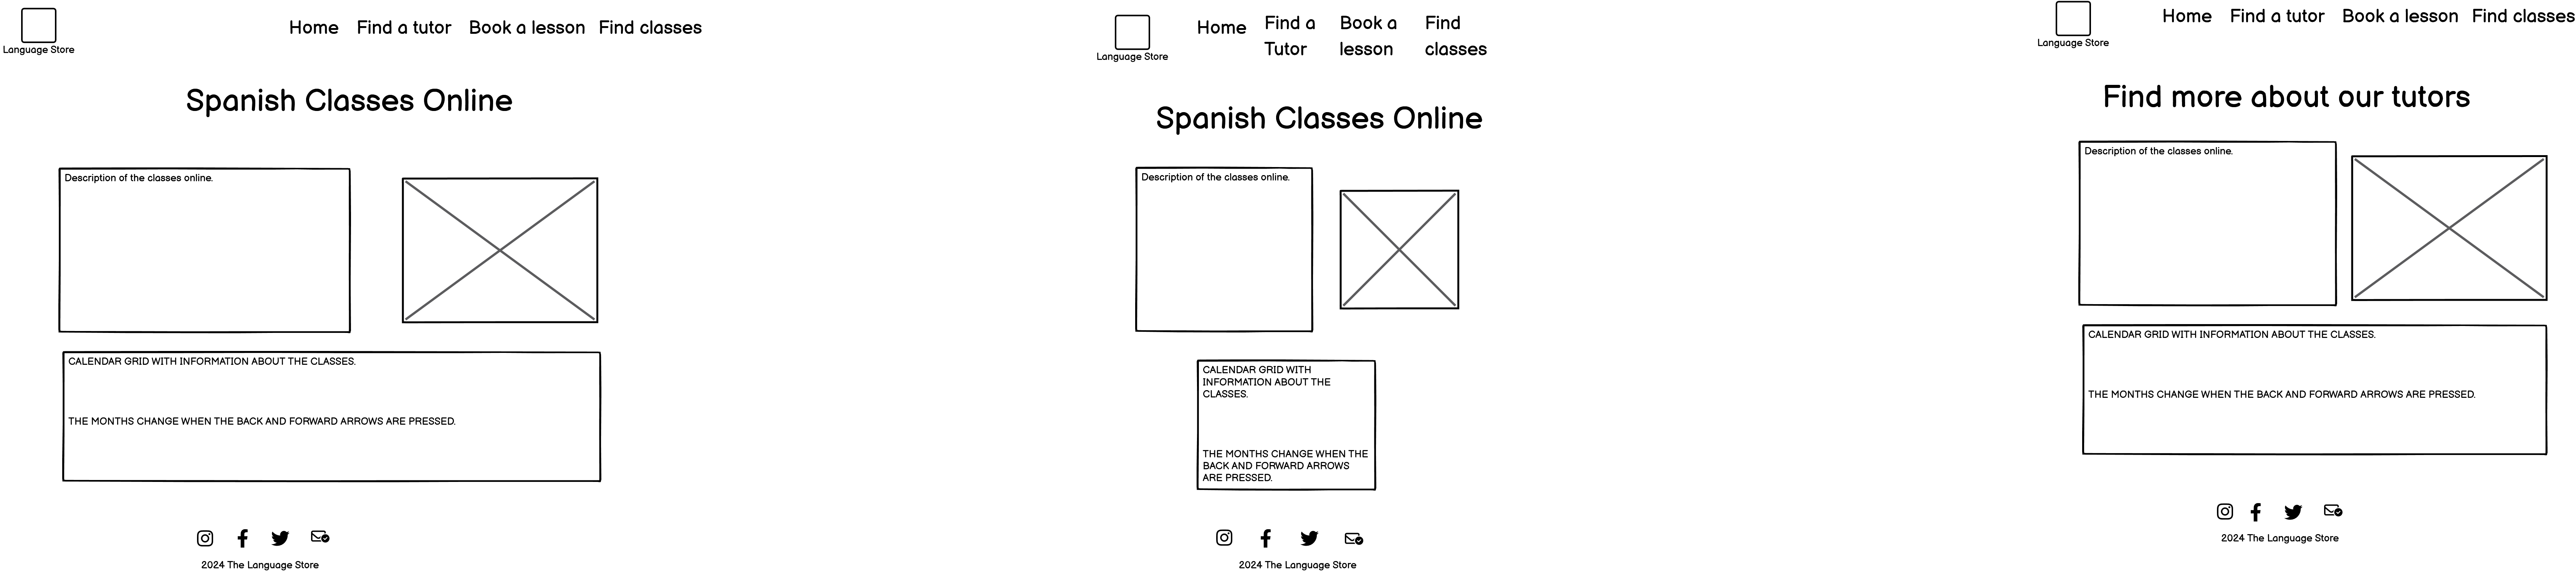 Language Store
Home Find a tutor Book a lesson Find classes
Spanish Classes Online
Description of the classes online.
CALENDAR GRID WITH INFORMATION ABOUT THE CLASSES.
THE MONTHS CHANGE WHEN THE BACK AND FORWARD ARROWS ARE PRESSED.
2024 The Language Store
Language Store
Home
Find a
Tutor
Book a
lesson
Find
classes
Spanish Classes Online
Description of the classes online.
CALENDAR GRID WITH
INFORMATION ABOUT THE
CLASSES.
THE MONTHS CHANGE WHEN THE
BACK AND FORWARD ARROWS
ARE PRESSED.
2024 The Language Store
Language Store
Home Find a tutor Book a lesson Find classes
Find more about our tutors
Description of the classes online.
CALENDAR GRID WITH INFORMATION ABOUT THE CLASSES.
THE MONTHS CHANGE WHEN THE BACK AND FORWARD ARROWS ARE PRESSED.
2024 The Language Store